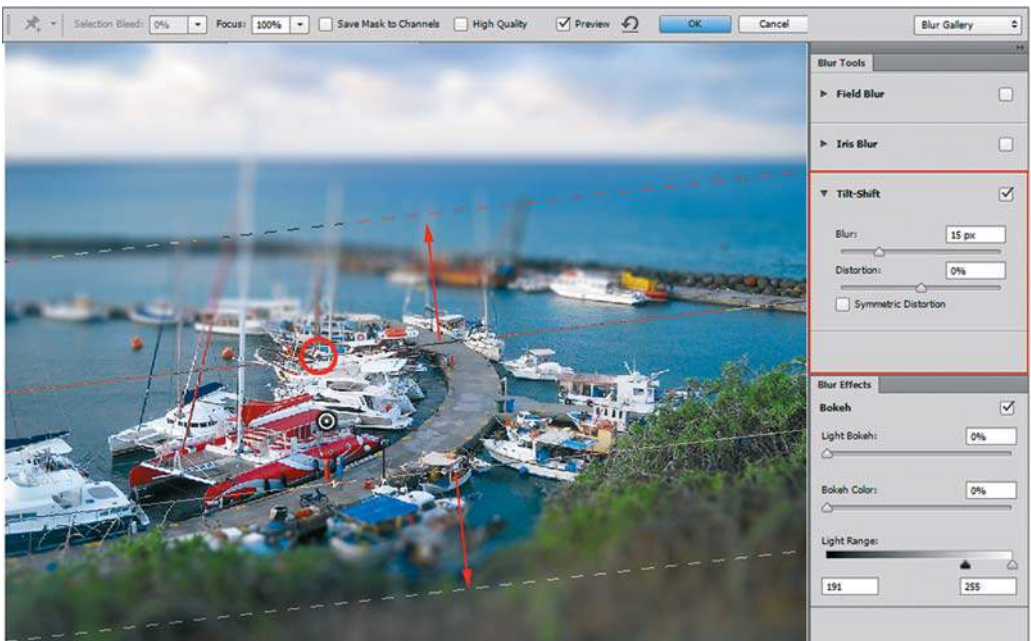 Selection Bleed: 0% Focus: 100% Save Mask to Channels High Quality Preview OK Cancel Blur Gallery
Blur Tools
Field Blur
Iris Blur
Tilt-Shift
Blur: 15 px
Distortion: 0%
Symmetric Distortion
Blur Effects
Bokeh
Light Bokeh: 0%
Bokeh Color: 0%
Light Range:
191 255